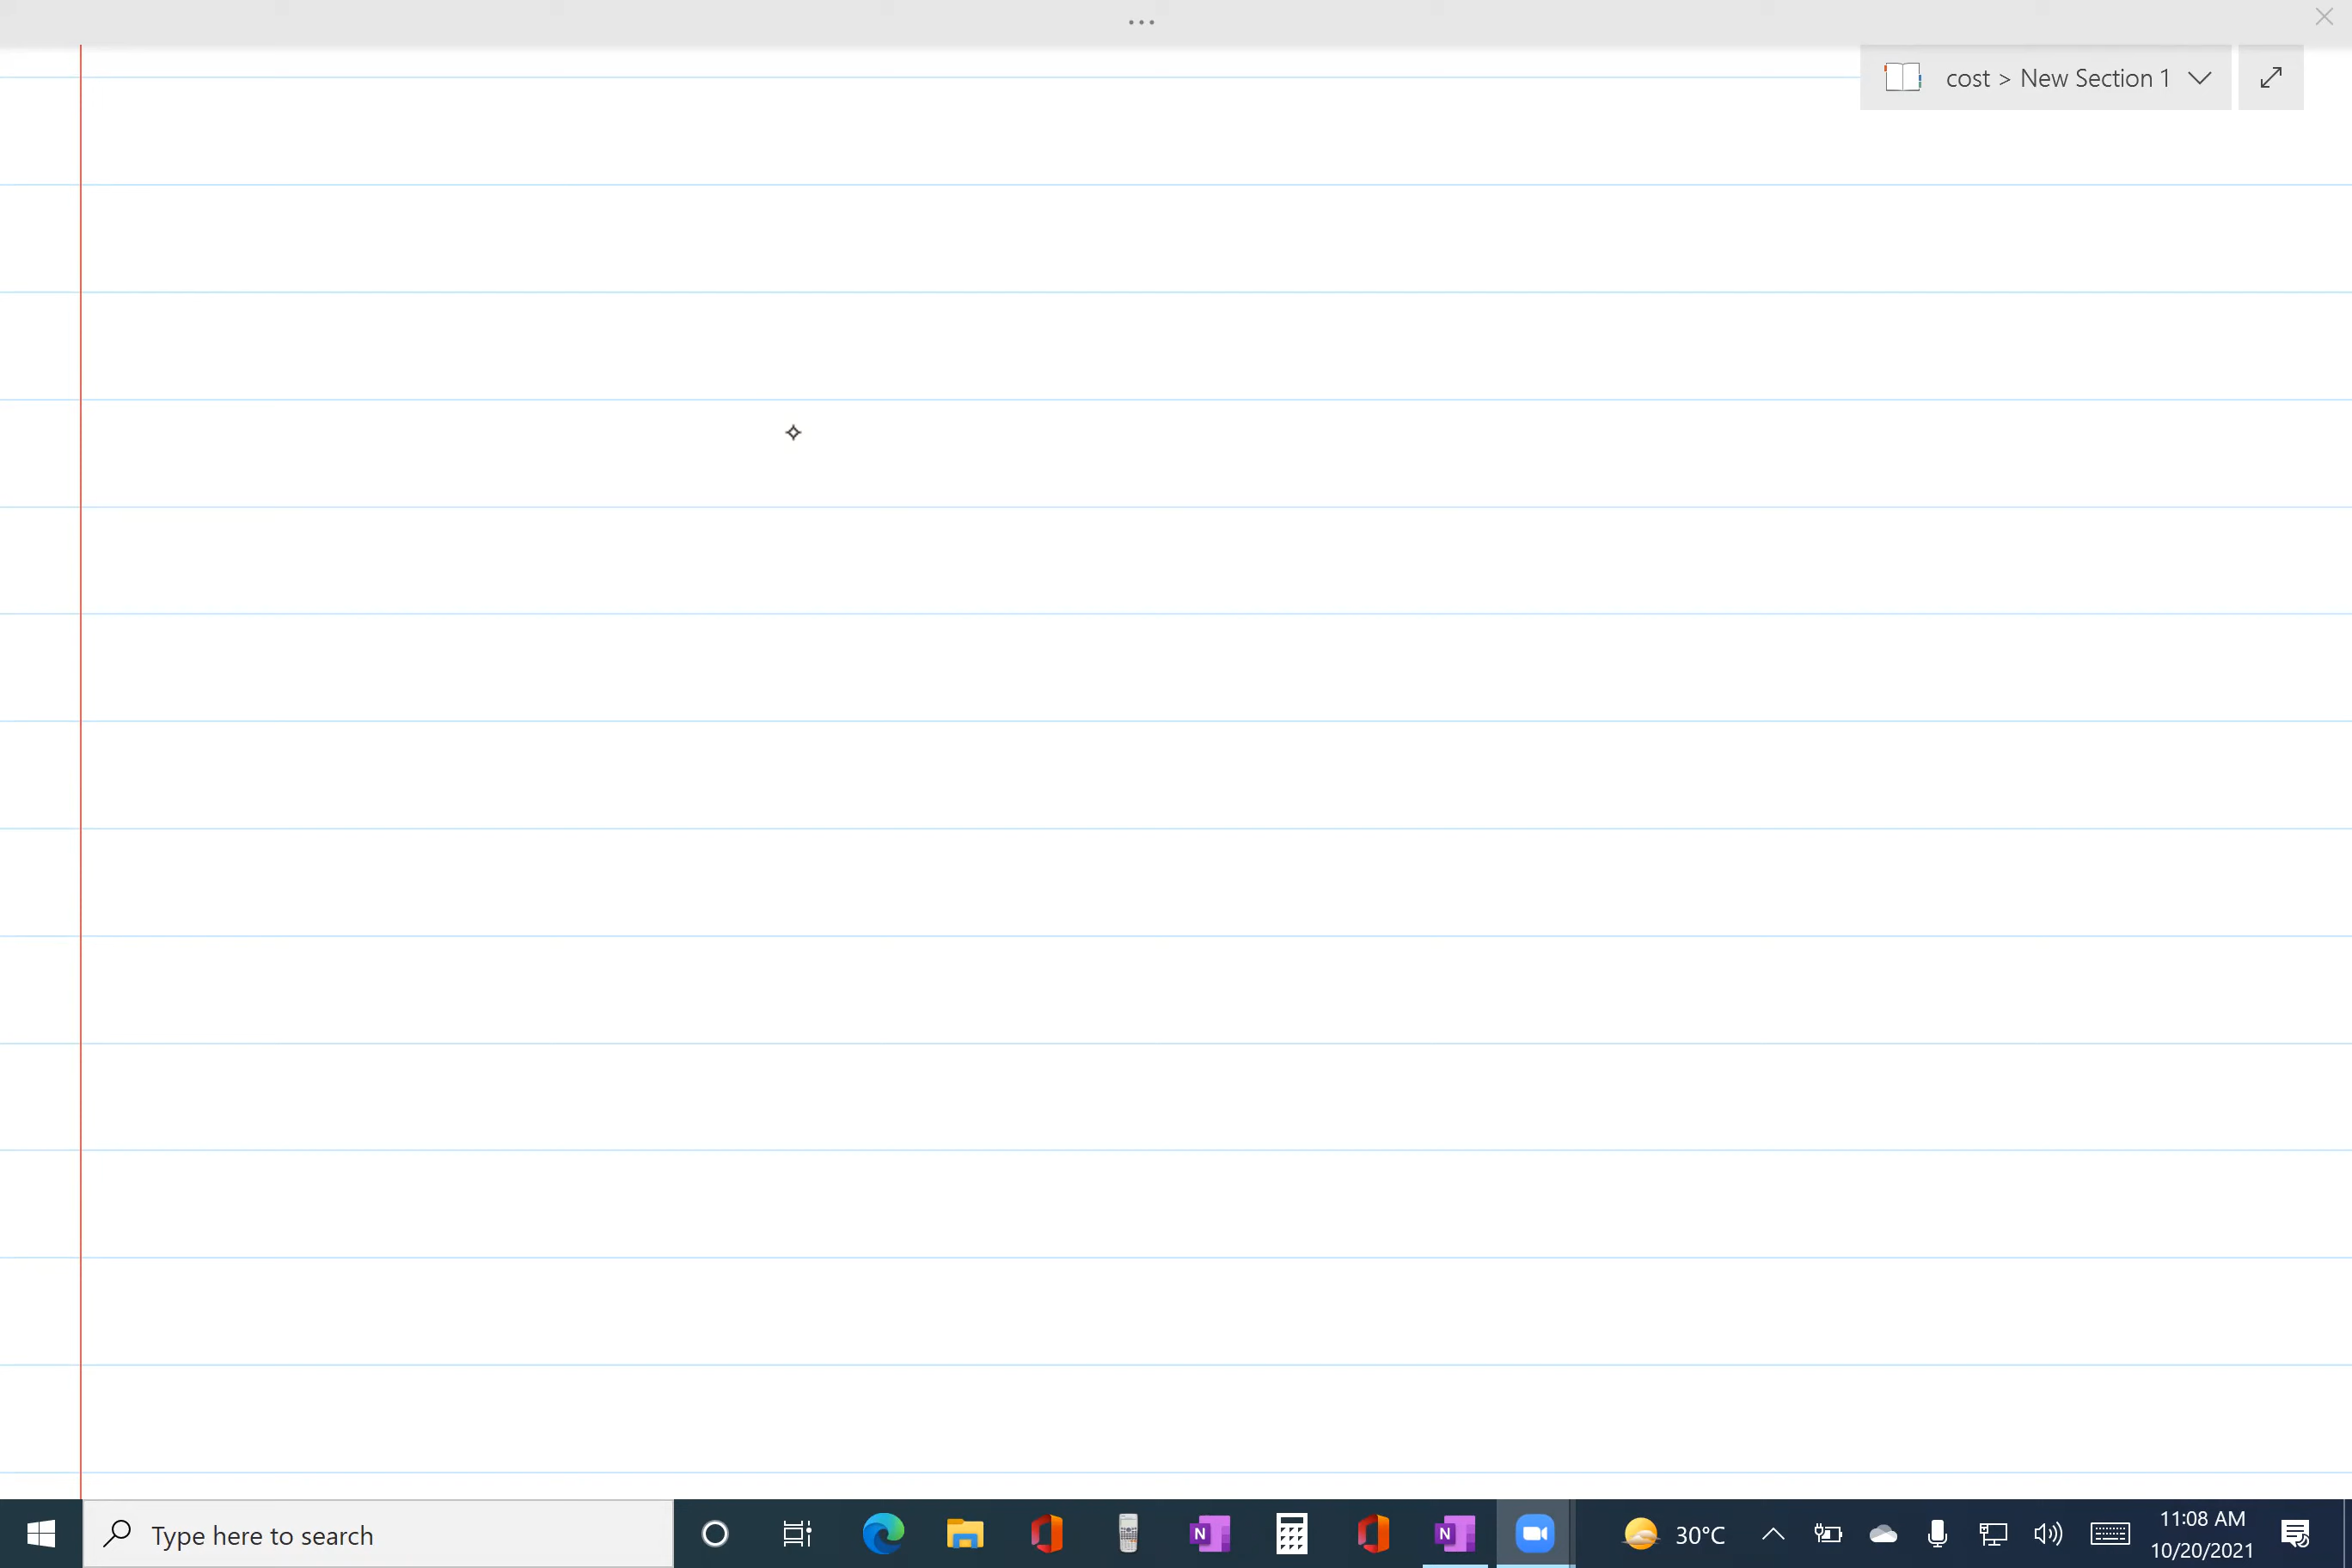 cost > New Section 1
Type here to search
30°C
11:08 AM
10/20/2021